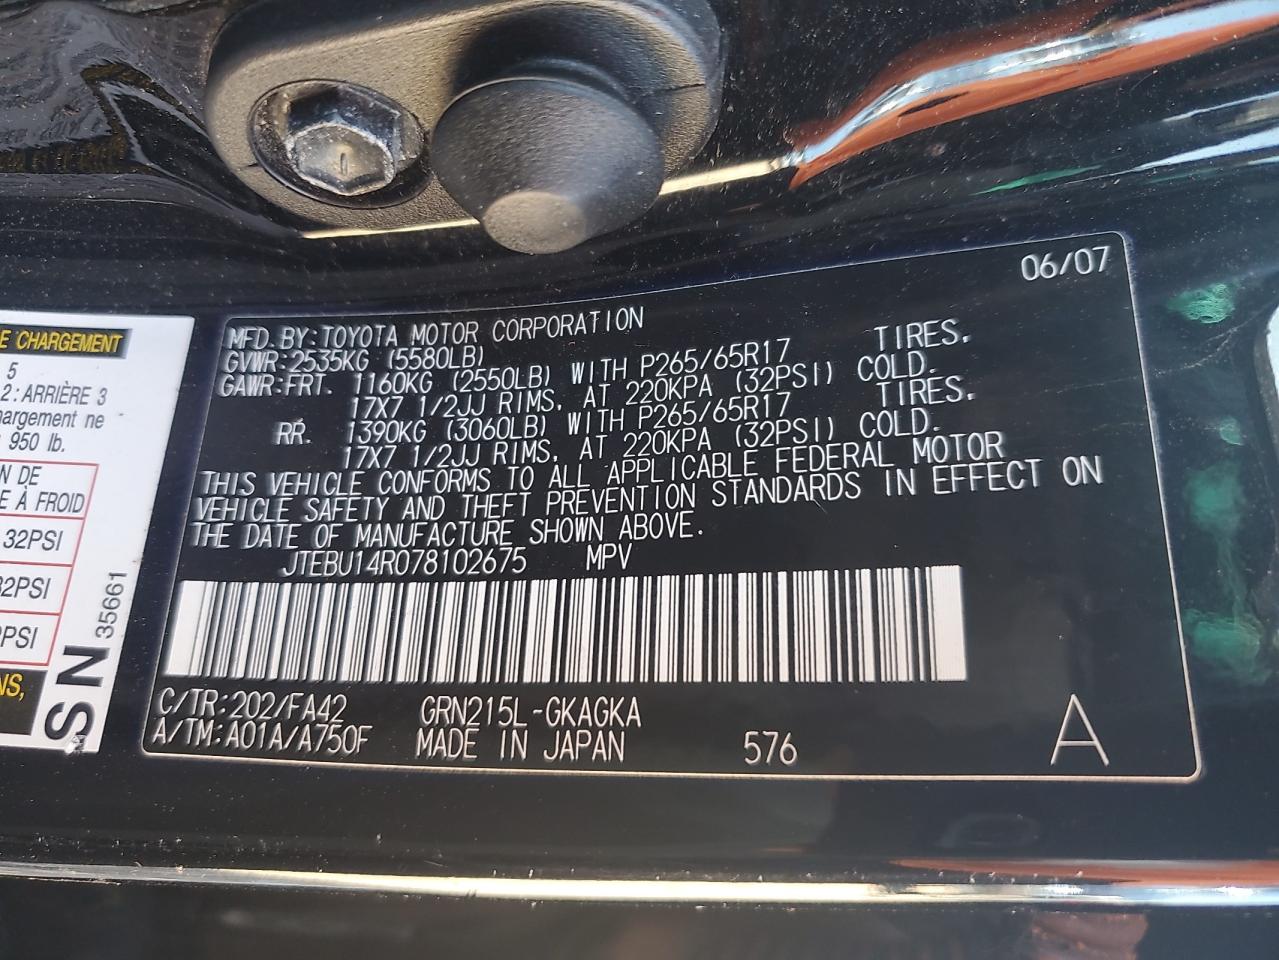 06/07
MFD.BY:TOYOTA MOTOR CORPORATION
GVWR:2535KG (5580LB)
GAWR:FRT. 1160KG (2550LB) WITH P265/65R17 TIRES,
17X7 1/2JJ RIMS, AT 220KPA (32PSI) COLD.
RR. 1390KG (3060LB) WITH P265/65R17 TIRES,
17X7 1/2JJ RIMS, AT 220KPA (32PSI) COLD.
THIS VEHICLE CONFORMS TO ALL APPLICABLE FEDERAL MOTOR
VEHICLE SAFETY AND THEFT PREVENTION STANDARDS IN EFFECT ON
THE DATE OF MANUFACTURE SHOWN ABOVE.
JTEBU14R078102675 MPV
C/TR:202/FA42 GRN215L-GKAGKA
A/TM:A01A/A750F MADE IN JAPAN 576 A
E CHARGEMENT
5
2:ARRIÈRE 3
hargement ne
950 lb.
N DE
E À FROID
32PSI
32PSI
PSI
NS,
SN 35661